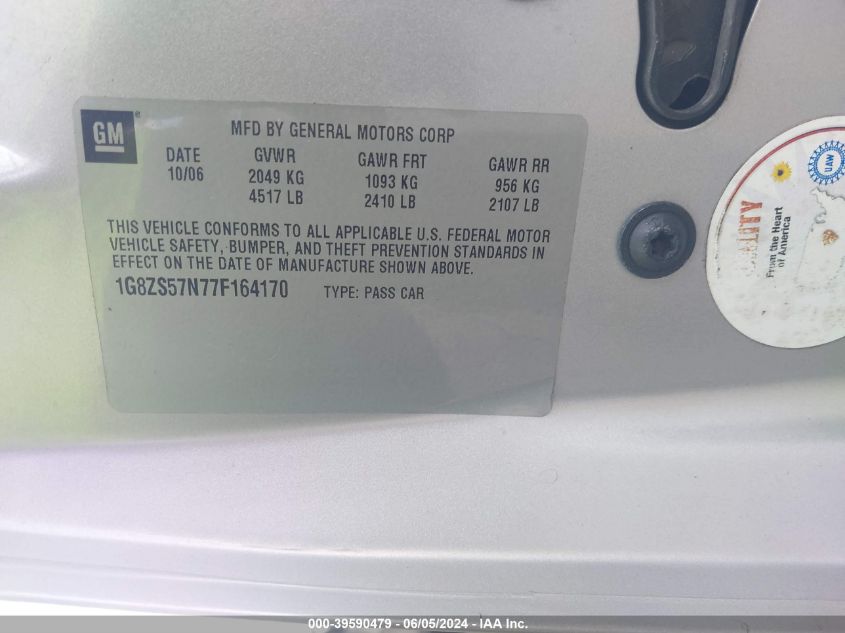 GM
MFD BY GENERAL MOTORS CORP
DATE GVWR GAWR FRT GAWR RR
10/06 2049 KG 1093 KG 956 KG
4517 LB 2410 LB 2107 LB
THIS VEHICLE CONFORMS TO ALL APPLICABLE U.S. FEDERAL MOTOR
VEHICLE SAFETY, BUMPER, AND THEFT PREVENTION STANDARDS IN
EFFECT ON THE DATE OF MANUFACTURE SHOWN ABOVE.
1G8ZS57N77F164170 TYPE: PASS CAR
UAW
QUALITY
From the Heart
of America
000-39590479 - 06/05/2024 - IAA Inc.